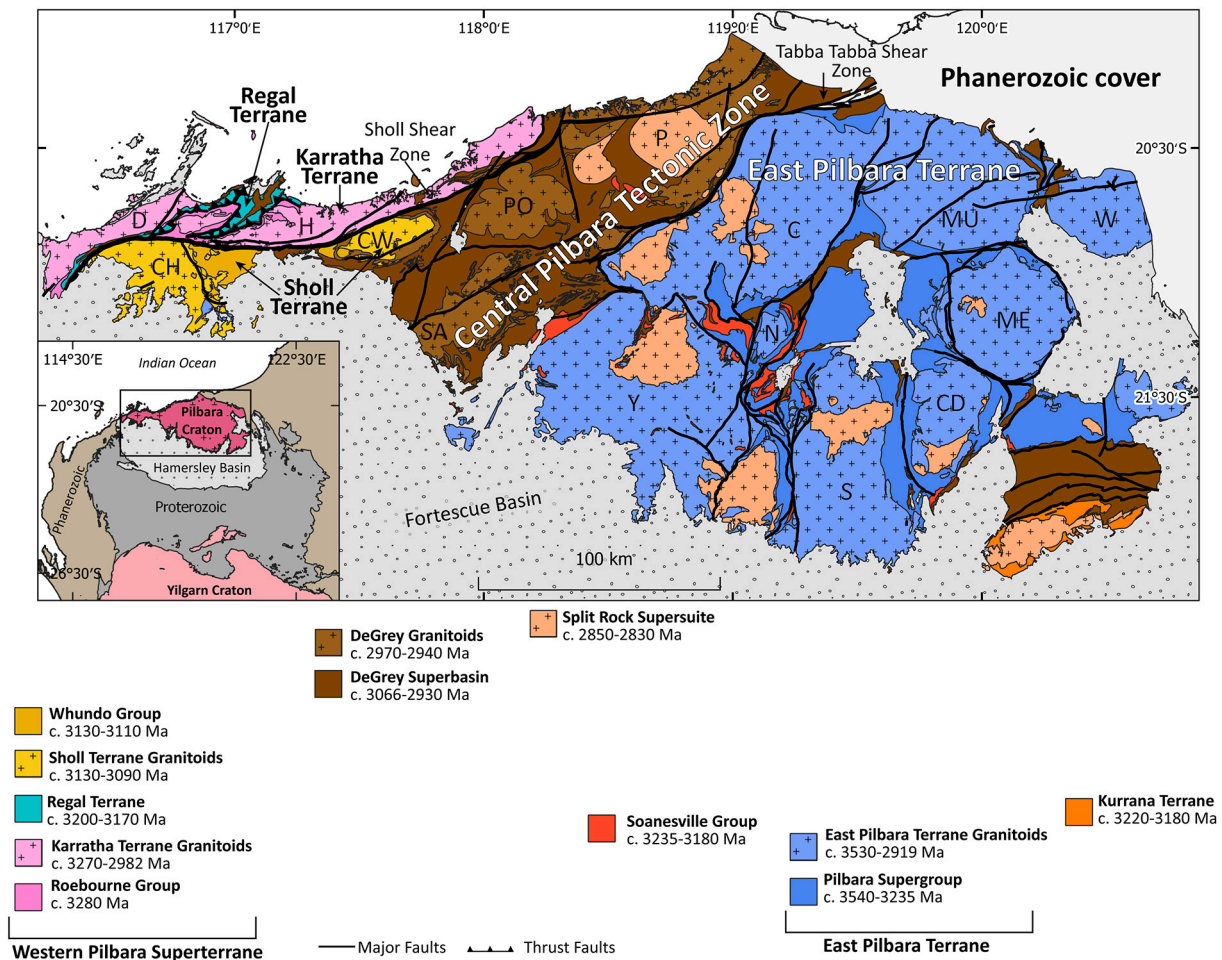 117°0′E
118°0′E
119°0′E
120°0′E
Tabba Tabba Shear
Zone
Phanerozoic cover
Regal
Terrane
Sholl Shear
Zone
Karratha
Terrane
20°30′S
P
East Pilbara Terrane
Central Pilbara Tectonic Zone
D
H
PO
C
MU
W
CW
CH
Sholl
Terrane
SA
N
ME
114°30′E
122°30′E
Indian Ocean
20°30′S
Pilbara
Craton
Hamersley Basin
Phanerozoic
Proterozoic
26°30′S
Yilgarn Craton
Y
CD
21°30′S
S
Fortescue Basin
100 km
Split Rock Supersuite
c. 2850-2830 Ma
DeGrey Granitoids
c. 2970-2940 Ma
DeGrey Superbasin
c. 3066-2930 Ma
Whundo Group
c. 3130-3110 Ma
Sholl Terrane Granitoids
c. 3130-3090 Ma
Regal Terrane
c. 3200-3170 Ma
Karratha Terrane Granitoids
c. 3270-2982 Ma
Roebourne Group
c. 3280 Ma
Western Pilbara Superterrane
Soanesville Group
c. 3235-3180 Ma
Kurrana Terrane
c. 3220-3180 Ma
East Pilbara Terrane Granitoids
c. 3530-2919 Ma
Pilbara Supergroup
c. 3540-3235 Ma
East Pilbara Terrane
Major Faults
Thrust Faults